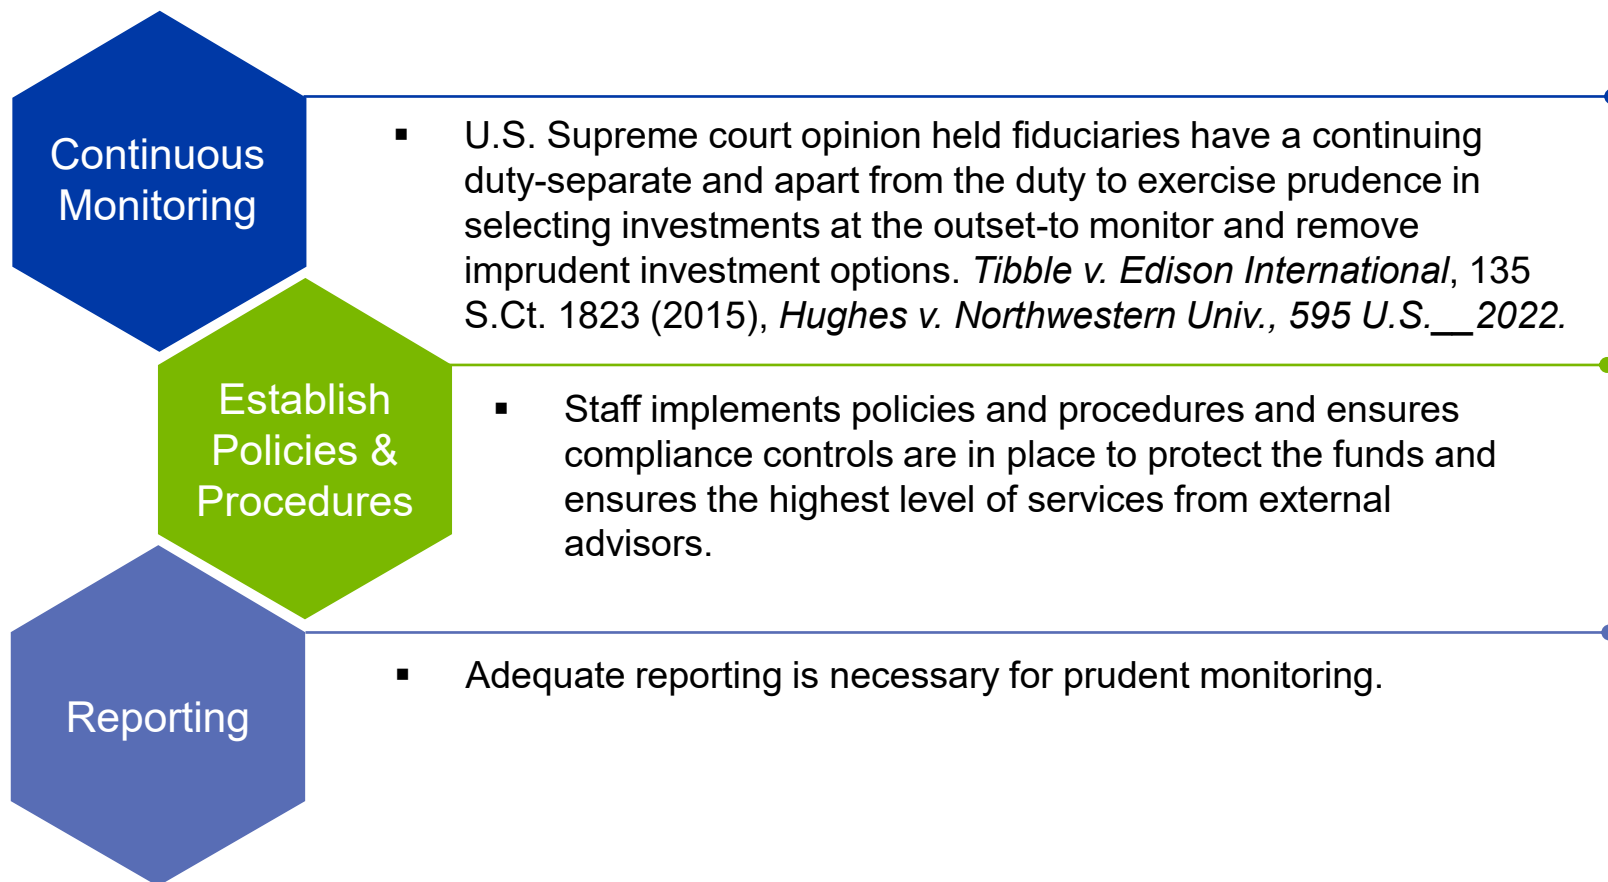 Continuous
Monitoring
▪ U.S. Supreme court opinion held fiduciaries have a continuing
duty-separate and apart from the duty to exercise prudence in
selecting investments at the outset-to monitor and remove
imprudent investment options. Tibble v. Edison International, 135
S.Ct. 1823 (2015), Hughes v. Northwestern Univ., 595 U.S.__2022.
Establish
Policies &
Procedures
▪ Staff implements policies and procedures and ensures
compliance controls are in place to protect the funds and
ensures the highest level of services from external
advisors.
Reporting
▪ Adequate reporting is necessary for prudent monitoring.